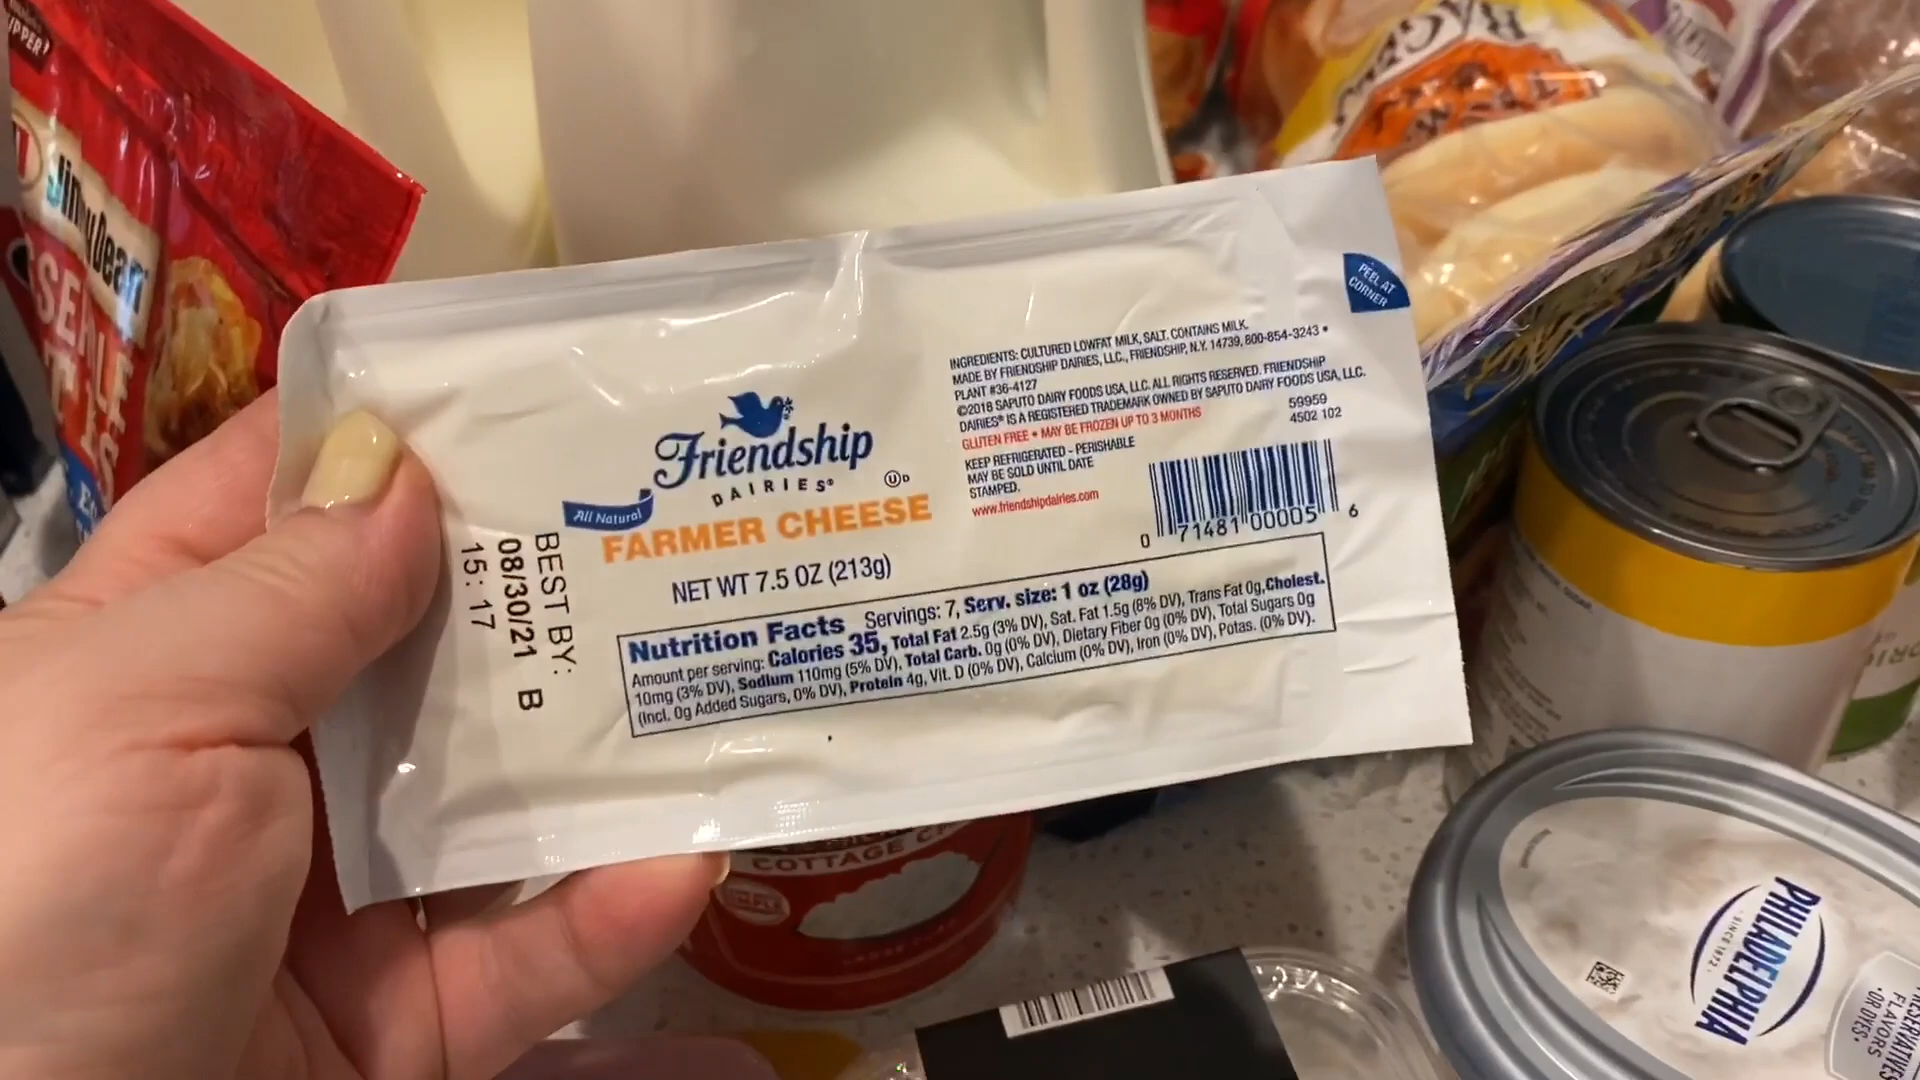 Jimmy Dean
Friendship
DAIRIES®
All Natural
FARMER CHEESE
NET WT 7.5 OZ (213g)
BEST BY:
08/30/21 B
15:17
INGREDIENTS: CULTURED LOWFAT MILK, SALT. CONTAINS MILK.
MADE BY FRIENDSHIP DAIRIES, LLC., FRIENDSHIP, N.Y. 14739, 800-854-3243 •
PLANT #36-4127
©2018 SAPUTO DAIRY FOODS USA, LLC. ALL RIGHTS RESERVED. FRIENDSHIP
DAIRIES® IS A REGISTERED TRADEMARK OWNED BY SAPUTO DAIRY FOODS USA, LLC.
GLUTEN FREE • MAY BE FROZEN UP TO 3 MONTHS
KEEP REFRIGERATED - PERISHABLE
MAY BE SOLD UNTIL DATE
STAMPED.
www.friendshipdairies.com
59959
4502 102
0 71481 00005 6
PEEL AT
CORNER
Nutrition Facts Servings: 7, Serv. size: 1 oz (28g)
Amount per serving: Calories 35, Total Fat 2.5g (3% DV), Sat. Fat 1.5g (8% DV), Trans Fat 0g, Cholest.
10mg (3% DV), Sodium 110mg (5% DV), Total Carb. 0g (0% DV), Dietary Fiber 0g (0% DV), Total Sugars 0g
(Incl. 0g Added Sugars, 0% DV), Protein 4g, Vit. D (0% DV), Calcium (0% DV), Iron (0% DV), Potas. (0% DV).
COTTAGE
PHILADELPHIA
SINCE 1872
FLAVORS
• OR DYES •